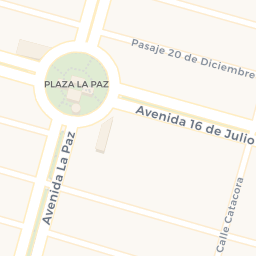 Pasaje 20 de Diciembre
PLAZA LA PAZ
Avenida 16 de Julio
Avenida La Paz
Calle Catacora